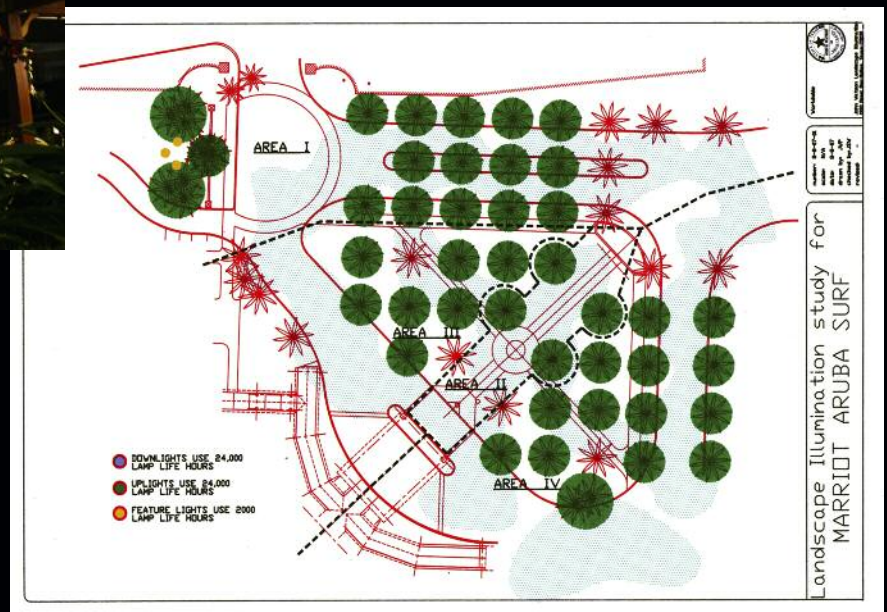 AREA I
AREA III
AREA II
AREA IV
DOWNLIGHTS USE 24,000
LAMP LIFE HOURS
UPLIGHTS USE 24,000
LAMP LIFE HOURS
FEATURE LIGHTS USE 2000
LAMP LIFE HOURS
Landscape Illumination study for
MARRIOT ARUBA SURF